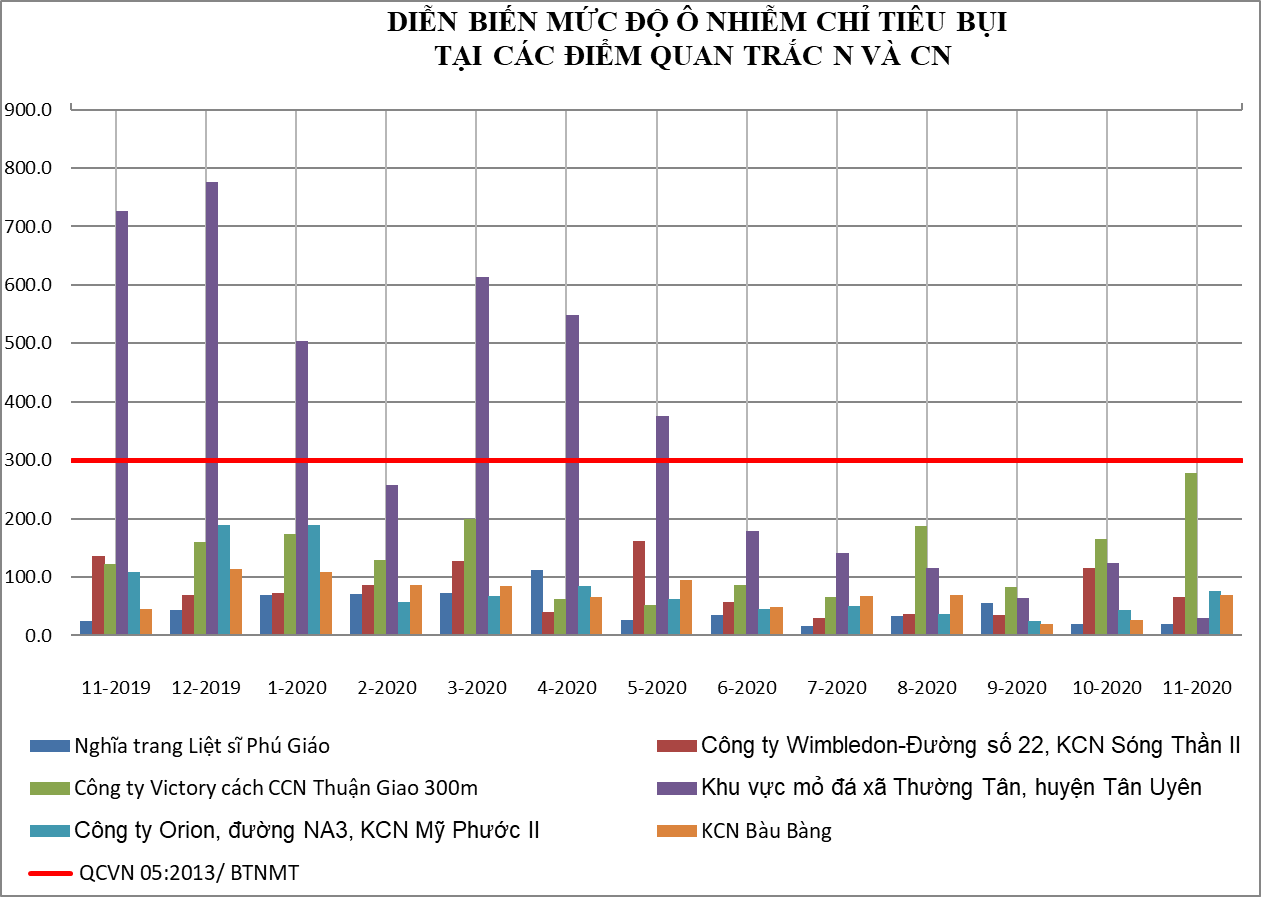 DIỄN BIẾN MỨC ĐỘ Ô NHIỄM CHỈ TIÊU BỤI
TẠI CÁC ĐIỂM QUAN TRẮC N VÀ CN
900.0
800.0
700.0
600.0
500.0
400.0
300.0
200.0
100.0
0.0
11-2019 12-2019 1-2020 2-2020 3-2020 4-2020 5-2020 6-2020 7-2020 8-2020 9-2020 10-2020 11-2020
Nghĩa trang Liệt sĩ Phú Giáo
Công ty Wimbledon-Đường số 22, KCN Sóng Thần II
Công ty Victory cách CCN Thuận Giao 300m
Khu vực mỏ đá xã Thường Tân, huyện Tân Uyên
Công ty Orion, đường NA3, KCN Mỹ Phước II
KCN Bàu Bàng
QCVN 05:2013/ BTNMT